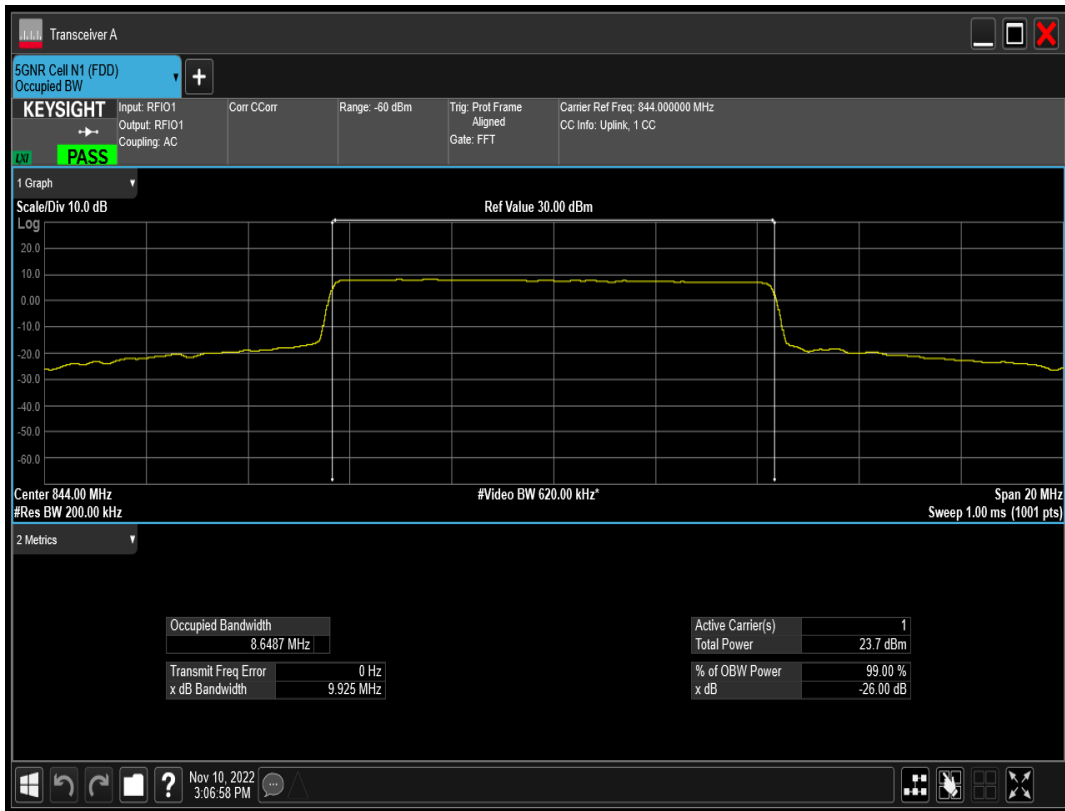 Transceiver A
5GNR Cell N1 (FDD)
Occupied BW
KEYSIGHT
LXI
PASS
Input: RFIO1
Output: RFIO1
Coupling: AC
Corr CCorr
Range: -60 dBm
Trig: Prot Frame
Aligned
Gate: FFT
Carrier Ref Freq: 844.000000 MHz
CC Info: Uplink, 1 CC
1 Graph
Scale/Div 10.0 dB
Ref Value 30.00 dBm
Log
20.0
10.0
0.00
-10.0
-20.0
-30.0
-40.0
-50.0
-60.0
Center 844.00 MHz
#Video BW 620.00 kHz*
Span 20 MHz
#Res BW 200.00 kHz
Sweep 1.00 ms (1001 pts)
2 Metrics
Occupied Bandwidth
8.6487 MHz
Transmit Freq Error 0 Hz
x dB Bandwidth 9.925 MHz
Active Carrier(s) 1
Total Power 23.7 dBm
% of OBW Power 99.00 %
x dB -26.00 dB
?
Nov 10, 2022
3:06:58 PM